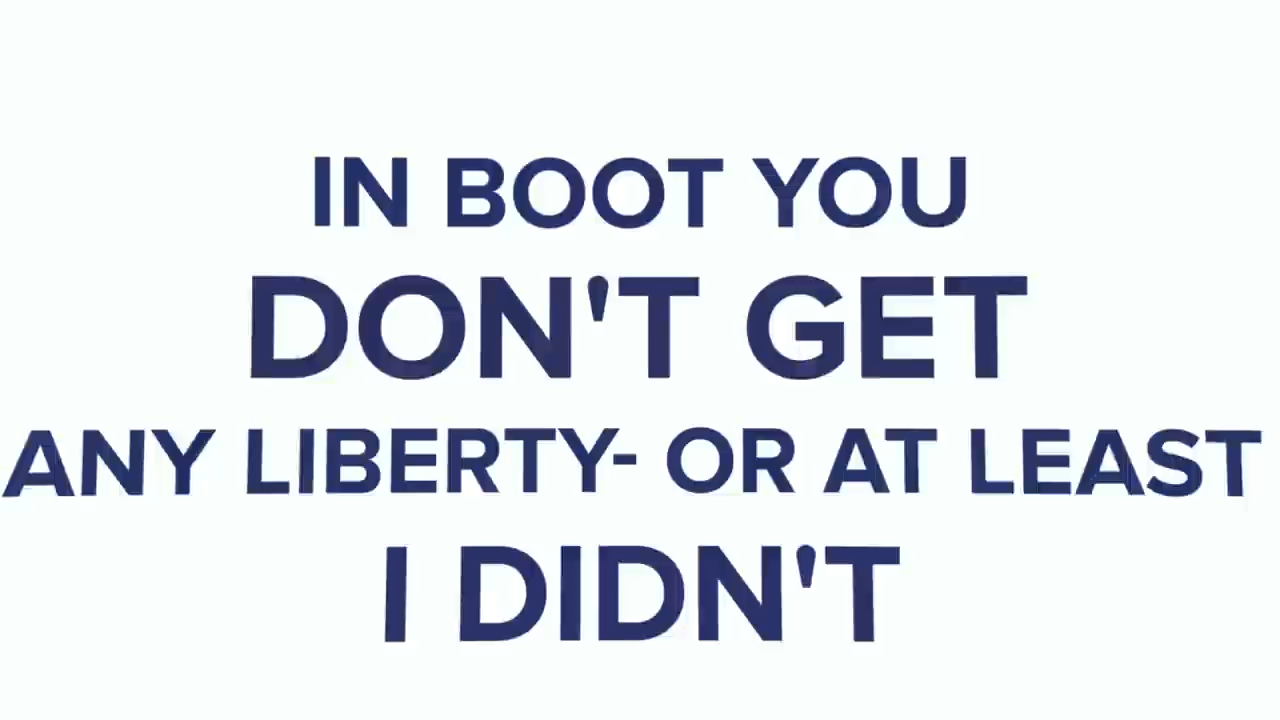 IN BOOT YOU
DON'T GET
ANY LIBERTY- OR AT LEAST
I DIDN'T